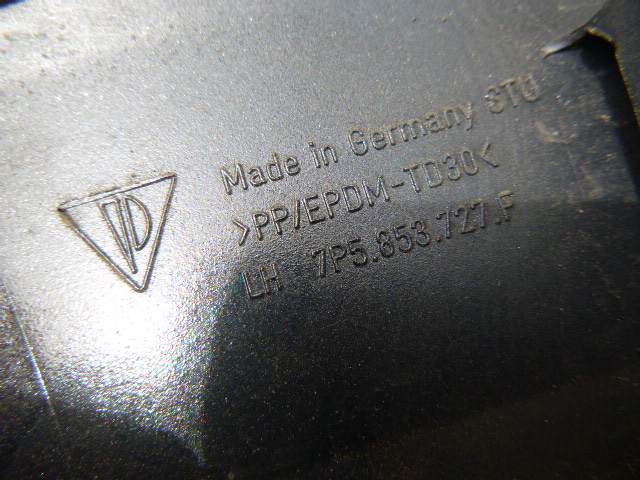 Made in Germany STG
>PP/EPDM-TD30<
LH 7P5.853.727.F